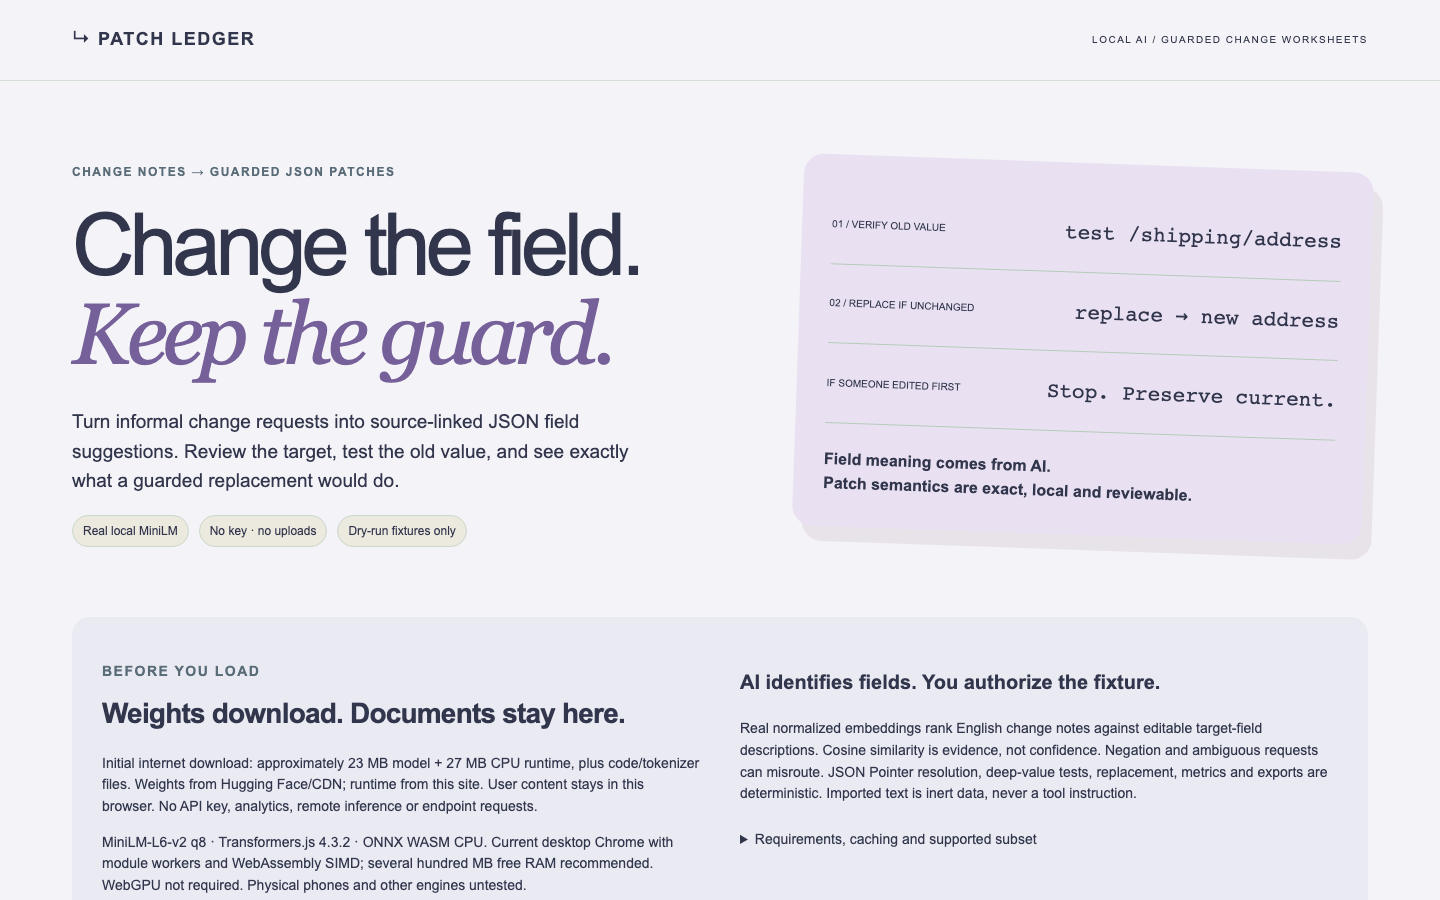 ↳ PATCH LEDGER
LOCAL AI / GUARDED CHANGE WORKSHEETS
CHANGE NOTES → GUARDED JSON PATCHES
Change the field.
Keep the guard.
Turn informal change requests into source-linked JSON field
suggestions. Review the target, test the old value, and see exactly
what a guarded replacement would do.
Real local MiniLM
No key · no uploads
Dry-run fixtures only
01 / VERIFY OLD VALUE
test /shipping/address
02 / REPLACE IF UNCHANGED
replace → new address
IF SOMEONE EDITED FIRST
Stop. Preserve current.
Field meaning comes from AI.
Patch semantics are exact, local and reviewable.
BEFORE YOU LOAD
Weights download. Documents stay here.
Initial internet download: approximately 23 MB model + 27 MB CPU runtime, plus code/tokenizer
files. Weights from Hugging Face/CDN; runtime from this site. User content stays in this
browser. No API key, analytics, remote inference or endpoint requests.
MiniLM-L6-v2 q8 · Transformers.js 4.3.2 · ONNX WASM CPU. Current desktop Chrome with
module workers and WebAssembly SIMD; several hundred MB free RAM recommended.
WebGPU not required. Physical phones and other engines untested.
AI identifies fields. You authorize the fixture.
Real normalized embeddings rank English change notes against editable target-field
descriptions. Cosine similarity is evidence, not confidence. Negation and ambiguous requests
can misroute. JSON Pointer resolution, deep-value tests, replacement, metrics and exports are
deterministic. Imported text is inert data, never a tool instruction.
▶ Requirements, caching and supported subset